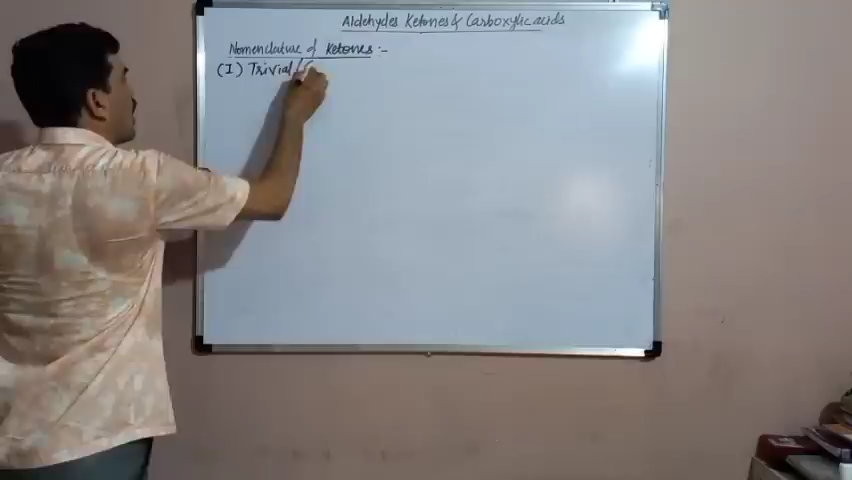 Aldehydes Ketones & Carboxylic acids
Nomenclature of Ketones :-
(I) Trivial/